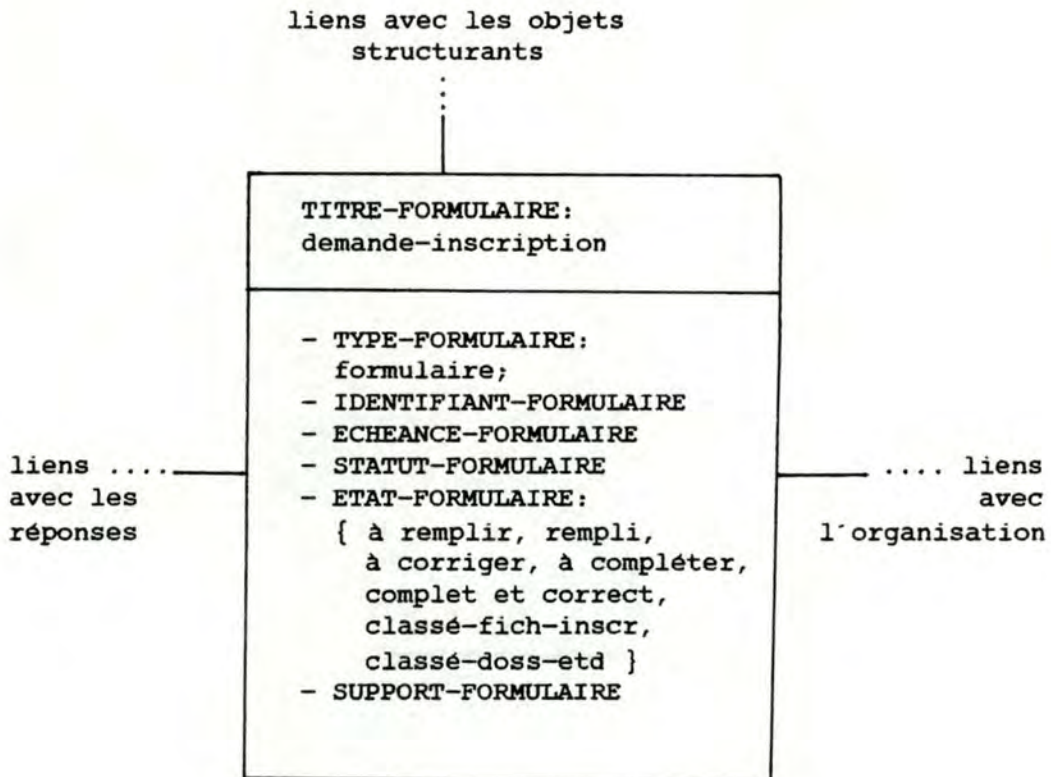 liens avec les objets
structurants
TITRE-FORMULAIRE:
demande-inscription
- TYPE-FORMULAIRE:
formulaire;
- IDENTIFIANT-FORMULAIRE
- ECHEANCE-FORMULAIRE
- STATUT-FORMULAIRE
- ETAT-FORMULAIRE:
{ à remplir, rempli,
à corriger, à compléter,
complet et correct,
classé-fich-inscr,
classé-doss-etd }
- SUPPORT-FORMULAIRE
liens ....
avec les
réponses
.... liens
avec
l'organisation